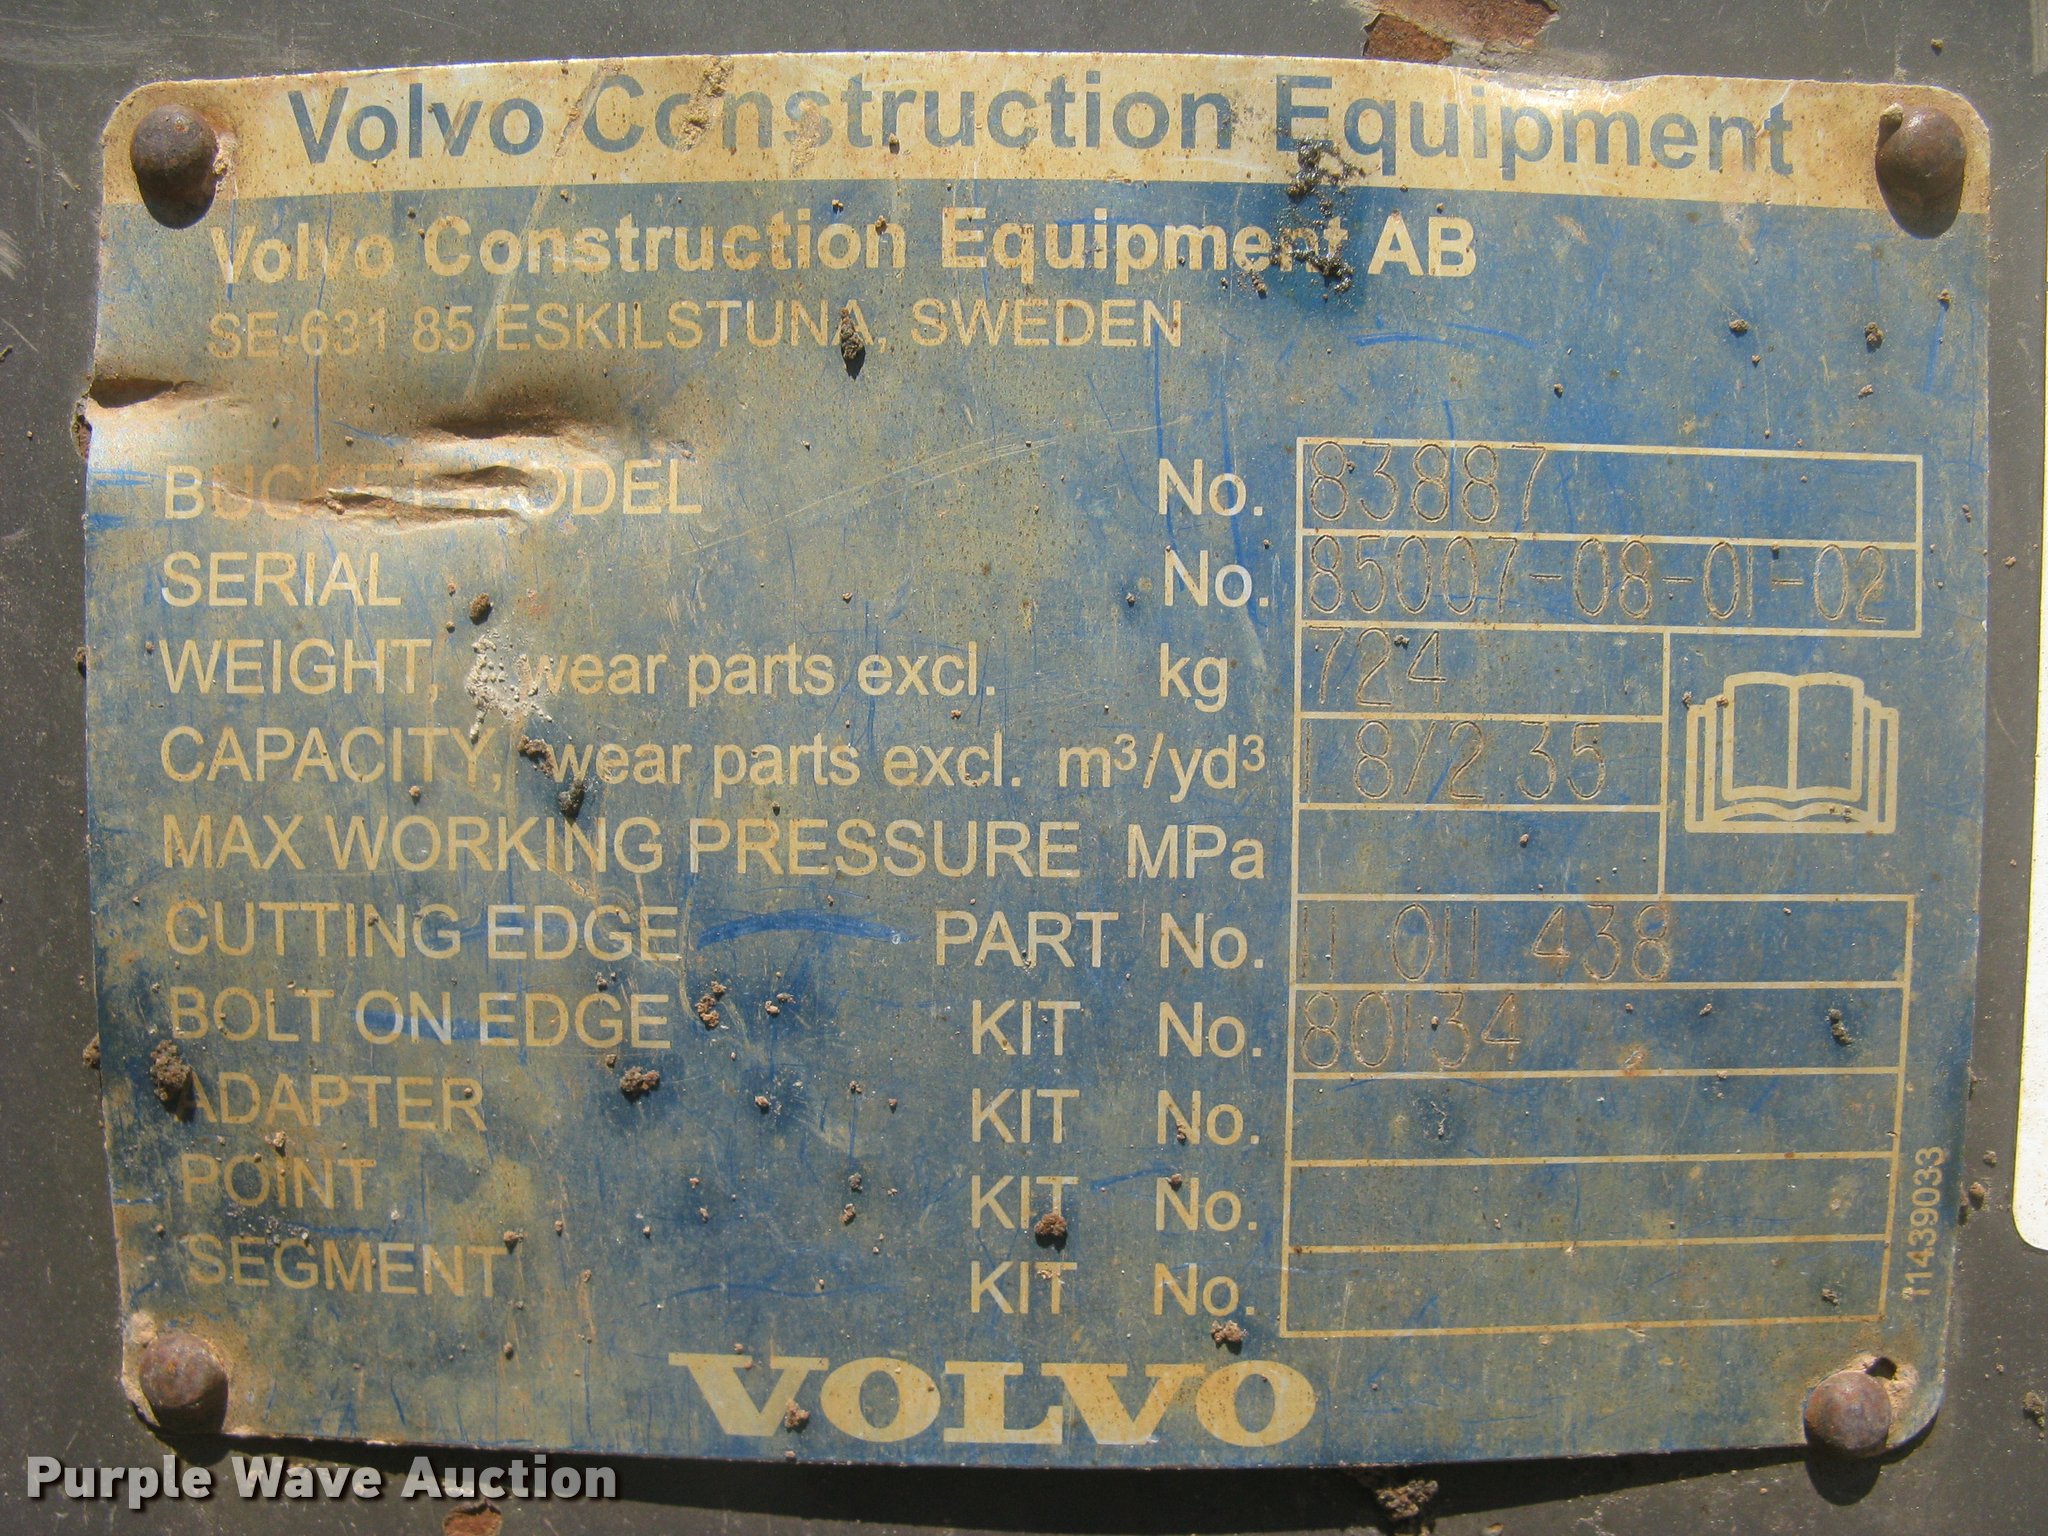 Volvo Construction Equipment
Volvo Construction Equipment AB
SE-631 85 ESKILSTUNA, SWEDEN
BUCKET MODEL No. 83887
SERIAL No. 85007-08-01-02
WEIGHT, wear parts excl. kg 724
CAPACITY, wear parts excl. m³/yd³ 1.8/2.35
MAX WORKING PRESSURE MPa
CUTTING EDGE PART No. 11 011 438
BOLT ON EDGE KIT No. 80134
ADAPTER KIT No.
POINT KIT No.
SEGMENT KIT No.
11439033
VOLVO
Purple Wave Auction